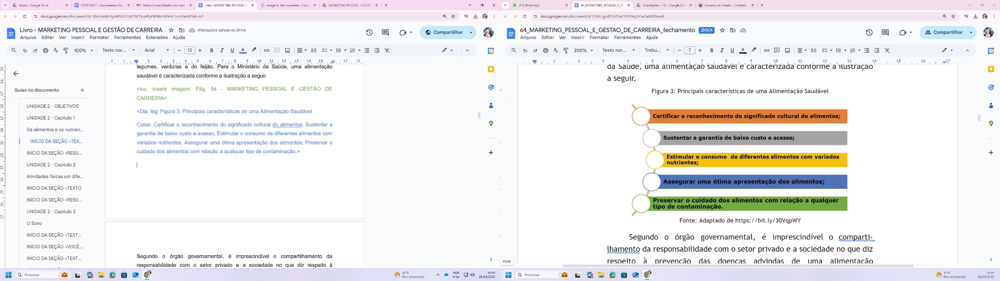 Textos - Google Drive
TEXTO MST - Documentos Goo
Pasta compartilhada com você
Livro - MARKETING PESSOAL E
Image to Text converter - Extra
MARKETING PESSOAL E GESTÃ
docs.google.com/document/d/14SmhudAJ5ysWSdU3zXiZRK7VuHPyPiER6mVG4sV_hmY/edit?tab=t.0
Livro - MARKETING PESSOAL E GESTÃO DE CARREIRA
Alterações salvas no Drive
Arquivo Editar Ver Inserir Formatar Ferramentas Extensões Ajuda
Compartilhar
100% Texto nor... Arial 12
Guias no documento
UNIDADE 2 - OBJETIVOS
UNIDADE 2 - Capítulo 1
Os alimentos e os nutrien...
INÍCIO DA SEÇÃO <TEX...
INÍCIO DA SEÇÃO <RESU...
UNIDADE 2 - Capítulo 2
Atividades físicas um dife...
INÍCIO DA SEÇÃO <TEXTO
INÍCIO DA SEÇÃO <RESU...
UNIDADE 2 - Capítulo 3
O Sono
INÍCIO DA SEÇÃO <TEXT...
INÍCIO DA SEÇÃO <VOCÊ...
INÍCIO DA SEÇÃO <TEXT...
legumes, verduras e do feijão. Para o Ministério da Saúde, uma alimentação
saudável é caracterizada conforme a ilustração a seguir.
<ico, inserir imagem. Pág. 54 - MARKETING PESSOAL E GESTÃO DE
CARREIRA>
<Dia, leg: Figura 3: Principais características de uma Alimentação Saudável
Cotas: Certificar o reconhecimento do significado cultural do alimentos; Sustentar a
garantia de baixo custo e acesso; Estimular o consumo de diferentes alimentos com
variados nutrientes; Assegurar uma ótima apresentação dos alimentos; Preservar o
cuidado dos alimentos com relação a qualquer tipo de contaminação.>
Segundo o órgão governamental, é imprescindível o compartilhamento da
responsabilidade com o setor privado e a sociedade no que diz respeito à
Pesquisar
27°C
Parc ensolarado
POR
PTB2
14:09
28/03/2025
(44) WhatsApp
64_MARKETING_PESSOAL_E_GE
Orientações - FIC - Google Driv
Governo do Estado - Controle d
docs.google.com/document/d/1C40s_gpdDLVZGeGYLPRAjj3KJwZa6XX0/edit
64_MARKETING_PESSOAL_E_GESTAO_DE_CARREIRA_fechamento .DOCX
Arquivo Editar Ver Inserir Formatar Ferramentas Ajuda
Compartilhar
200% Texto nor... Trebu... 7
da Saúde, uma alimentação saudável é caracterizada conforme a ilustração
a seguir.
Figura 3: Principais características de uma Alimentação Saudável
Certificar o reconhecimento do significado cultural do alimentos;
Sustentar a garantia de baixo custo e acesso;
Estimular o consumo de diferentes alimentos com variados
nutrientes;
Assegurar uma ótima apresentação dos alimentos;
Preservar o cuidado dos alimentos com relação a qualquer
tipo de contaminação.
Fonte: Adaptado de https://bit.ly/30VqpWY
Segundo o órgão governamental, é imprescindível o comparti-
lhamento da responsabilidade com o setor privado e a sociedade no que diz
respeito à prevenção das doenças advindas de uma alimentação
Iniciar
Pesquisar
27°C
Parc ensolarado
14:09
28/03/2025